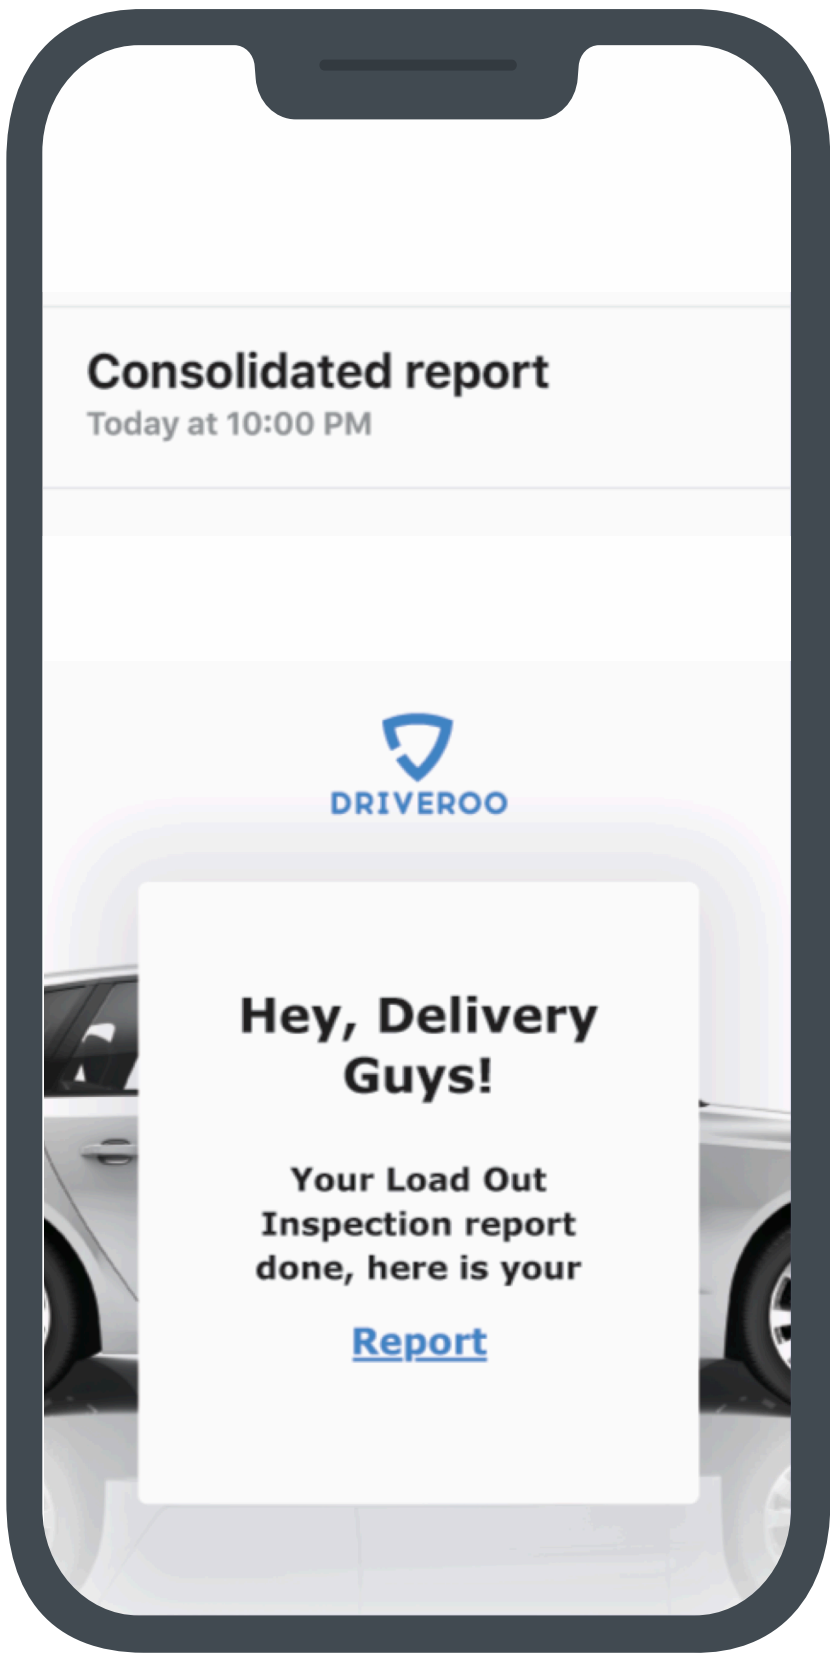 Consolidated report
Today at 10:00 PM
DRIVEROO
Hey, Delivery
Guys!
Your Load Out
Inspection report
done, here is your
Report